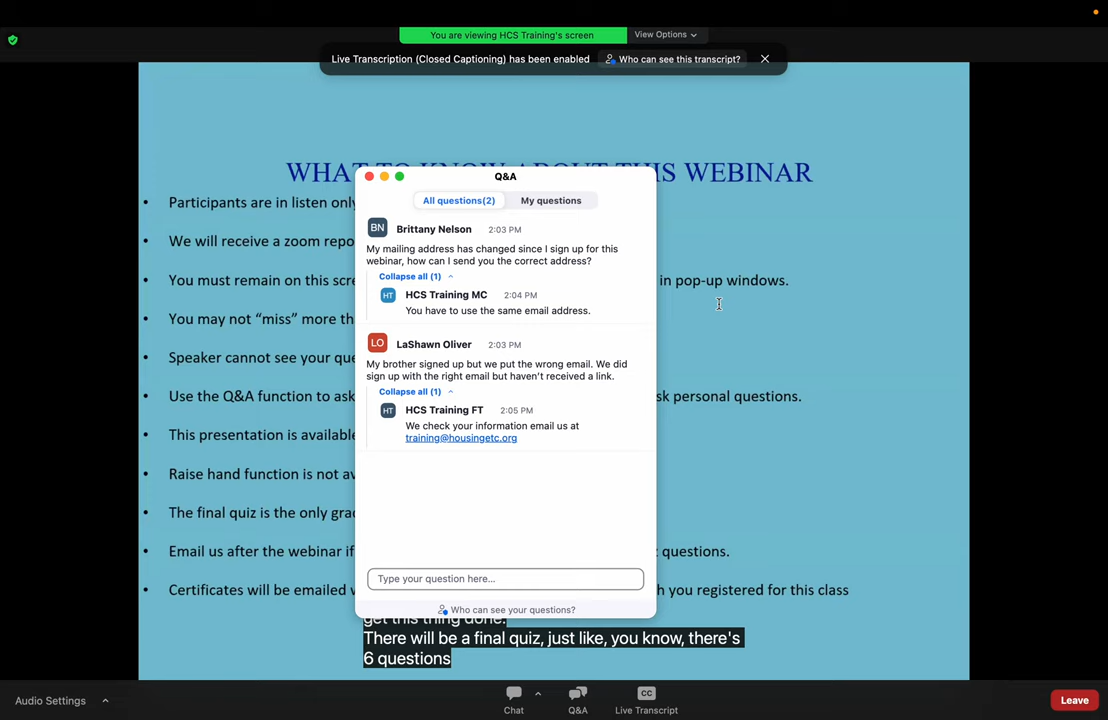 You are viewing HCS Training's screen
View Options
Live Transcription (Closed Captioning) has been enabled
Who can see this transcript?
WHAT TO KNOW ABOUT THIS WEBINAR
• Participants are in listen only
• We will receive a zoom repo
• You must remain on this scre
in pop-up windows.
• You may not “miss” more th
• Speaker cannot see your que
• Use the Q&A function to ask
sk personal questions.
• This presentation is available
• Raise hand function is not av
• The final quiz is the only grad
• Email us after the webinar if
questions.
• Certificates will be emailed
h you registered for this class
Q&A
All questions(2)
My questions
BN
Brittany Nelson
2:03 PM
My mailing address has changed since I sign up for this
webinar, how can I send you the correct address?
Collapse all (1)
HT
HCS Training MC
2:04 PM
You have to use the same email address.
LO
LaShawn Oliver
2:03 PM
My brother signed up but we put the wrong email. We did
sign up with the right email but haven't received a link.
Collapse all (1)
HT
HCS Training FT
2:05 PM
We check your information email us at
training@housingetc.org
Type your question here...
Who can see your questions?
get this thing done.
There will be a final quiz, just like, you know, there's
6 questions
Audio Settings
Chat
Q&A
CC
Live Transcript
Leave